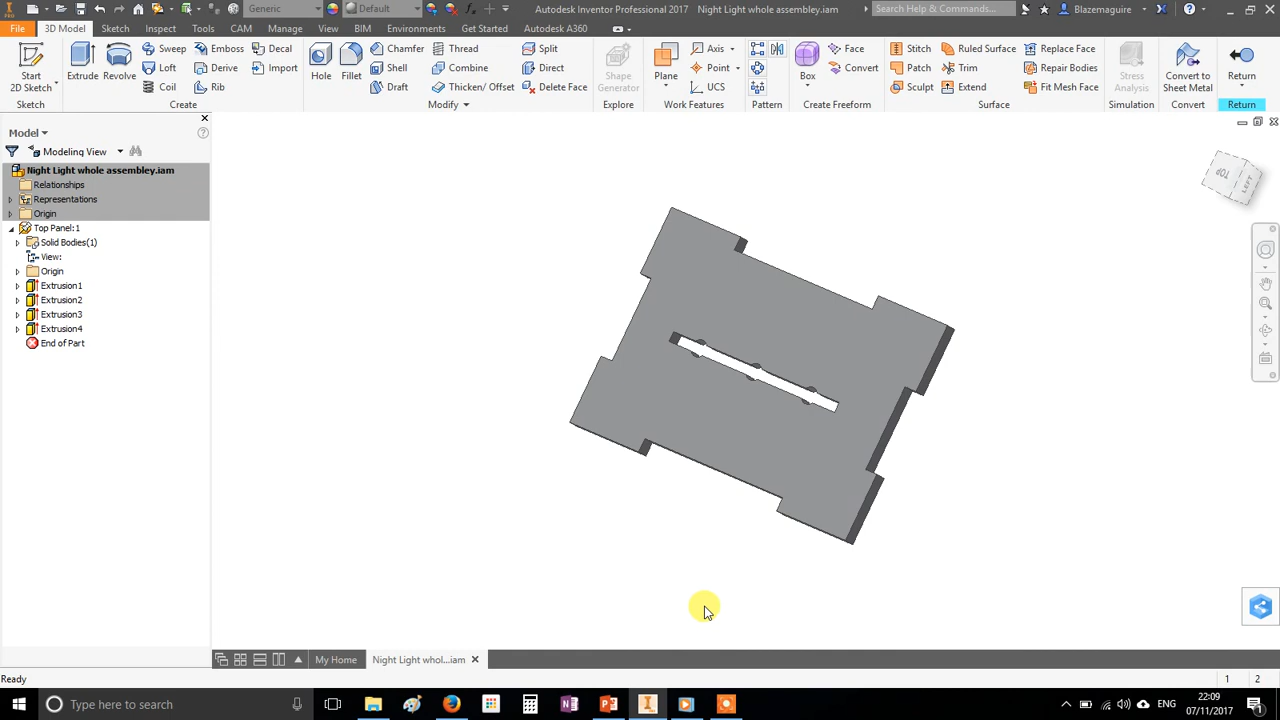 Generic
Default
Autodesk Inventor Professional 2017 Night Light whole assembley.iam
Search Help & Commands...
Blazemaguire
File 3D Model Sketch Inspect Tools CAM Manage View Environments BIM Get Started Autodesk A360
Start
2D Sketch
Extrude Revolve
Sweep Emboss Decal
Loft Derive Import
Coil Rib
Hole Fillet
Chamfer Thread Split
Shell Combine Direct
Draft Thicken/ Offset Delete Face
Shape
Generator
Plane
Axis
Point
UCS
Box
Face
Convert
Stitch Ruled Surface Replace Face
Patch Trim Repair Bodies
Sculpt Extend Fit Mesh Face
Stress
Analysis
Convert to
Sheet Metal
Return
Sketch Create Modify Explore Work Features Pattern Create Freeform Surface Simulation Convert Return
Model
Modeling View
Night Light whole assembley.iam
Relationships
Representations
Origin
Top Panel:1
Solid Bodies(1)
View:
Origin
Extrusion1
Extrusion2
Extrusion3
Extrusion4
End of Part
TOP
LEFT
My Home Night Light whol...iam
Ready
1 2
Type here to search
ENG
22:09
07/11/2017